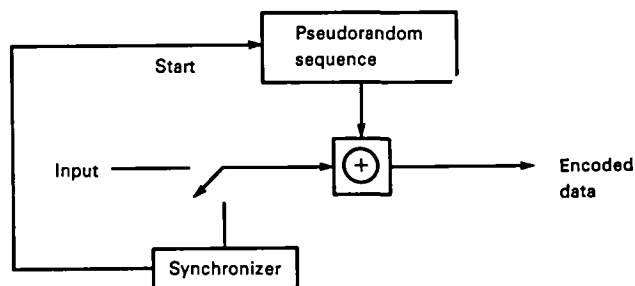 Pseudorandom
sequence
Start
Input
+
Encoded
data
Synchronizer